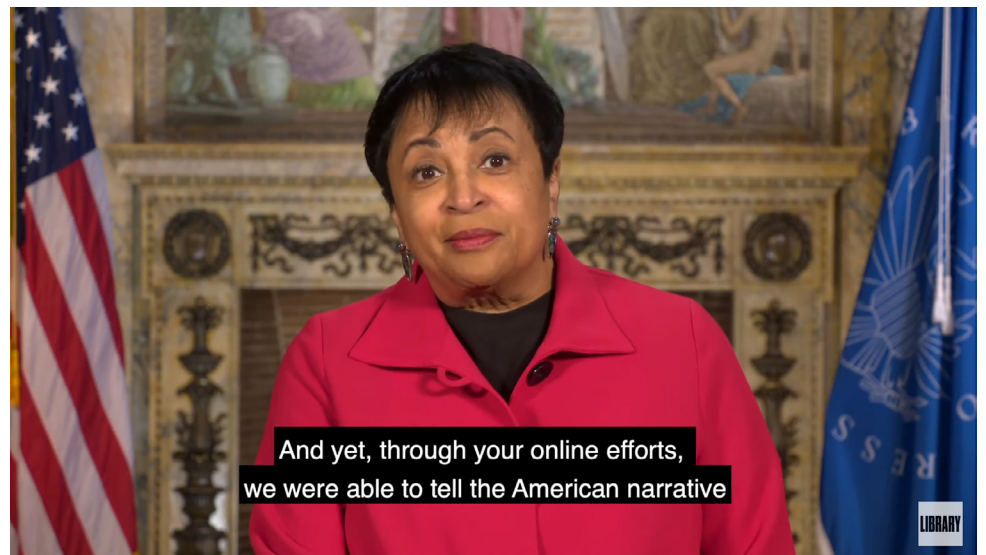 And yet, through your online efforts,
we were able to tell the American narrative
LIBRARY